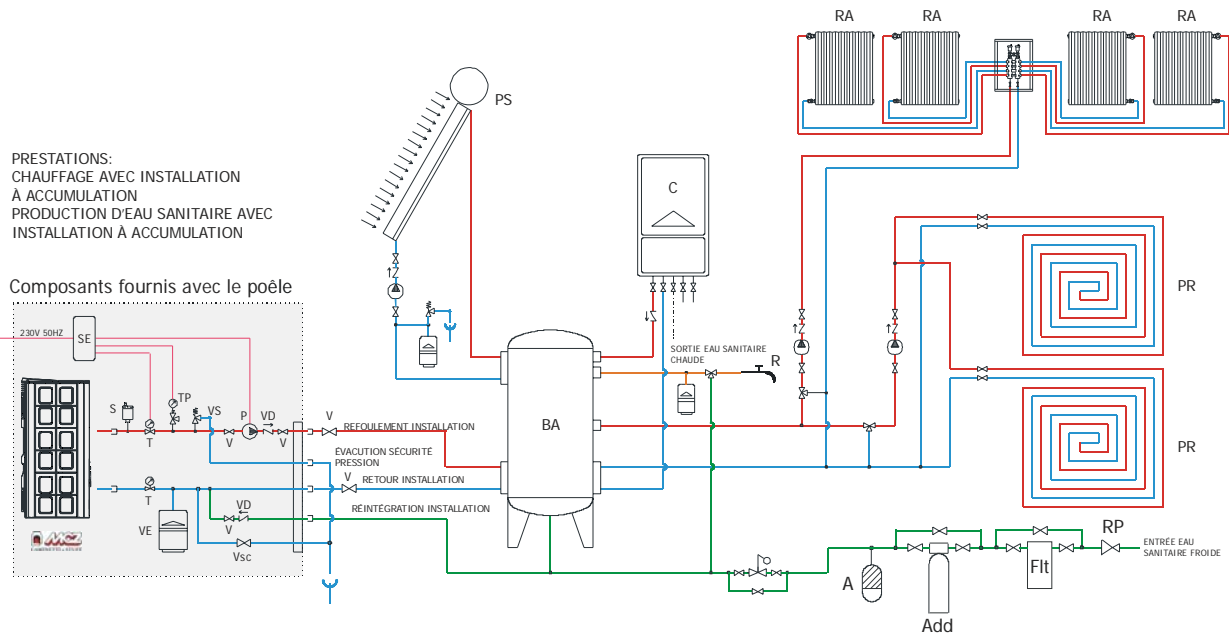 RA
RA
RA
RA
PS
PRESTATIONS:
CHAUFFAGE AVEC INSTALLATION
À ACCUMULATION
PRODUCTION D'EAU SANITAIRE AVEC
INSTALLATION À ACCUMULATION
C
Composants fournis avec le poêle
PR
230V 50HZ
SE
SORTIE EAU SANITAIRE
CHAUDE
R
S
TP
VS
P
VD
V
T
V
V
REFOULEMENT INSTALLATION
BA
ÉVACUTION SÉCURITÉ
PRESSION
PR
V
RETOUR INSTALLATION
T
VD
RÉINTÉGRATION INSTALLATION
VE
V
MCZ
Vsc
RP
ENTRÉE EAU
SANITAIRE FROIDE
A
Flt
Add